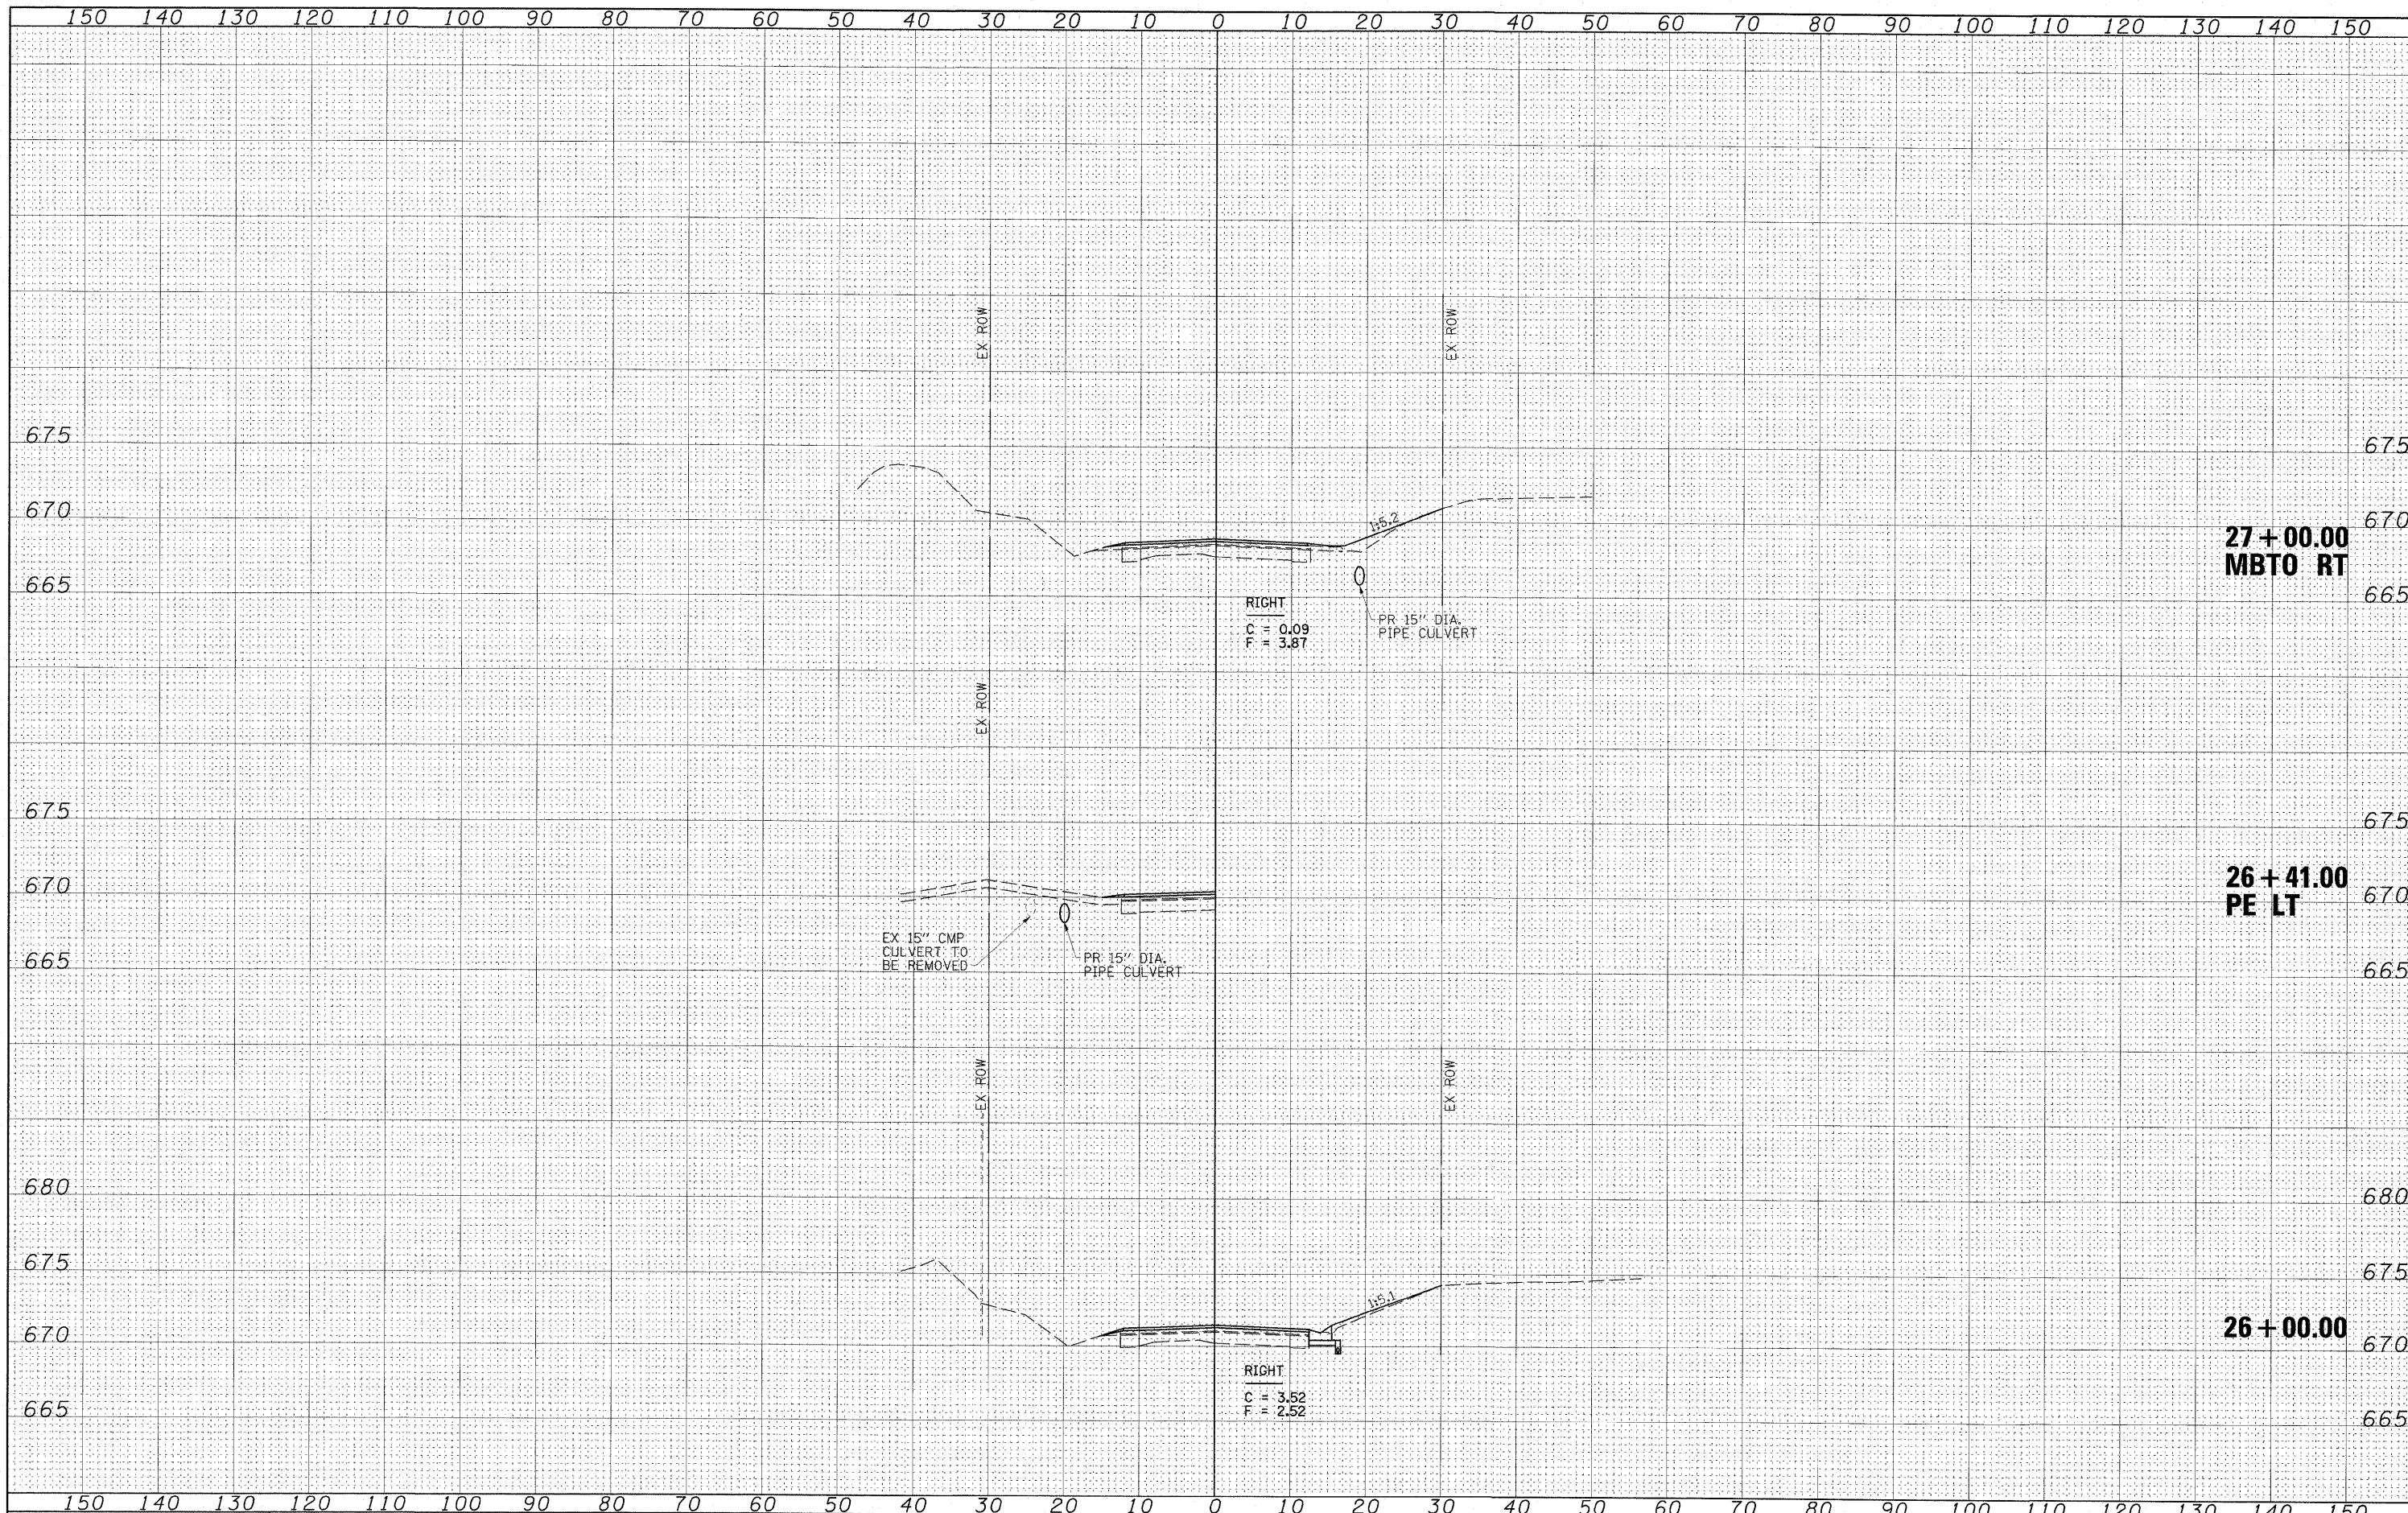 150 140 130 120 110 100 90 80 70 60 50 40 30 20 10 0 10 20 30 40 50 60 70 80 90 100 110 120 130 140 150
EX ROW
EX ROW
675
675
670
670
1:5.2
27+00.00
MBTO RT
665
665
RIGHT
C = 0.09
F = 3.87
PR 15" DIA.
PIPE CULVERT
EX ROW
675
675
670
670
26+41.00
PE LT
EX 15" CMP
CULVERT TO
BE REMOVED
PR 15" DIA.
PIPE CULVERT
665
665
EX ROW
EX ROW
680
680
675
675
1:5.1
670
670
26+00.00
RIGHT
C = 3.52
F = 2.52
665
665
150 140 130 120 110 100 90 80 70 60 50 40 30 20 10 0 10 20 30 40 50 60 70 80 90 100 110 120 130 140 150